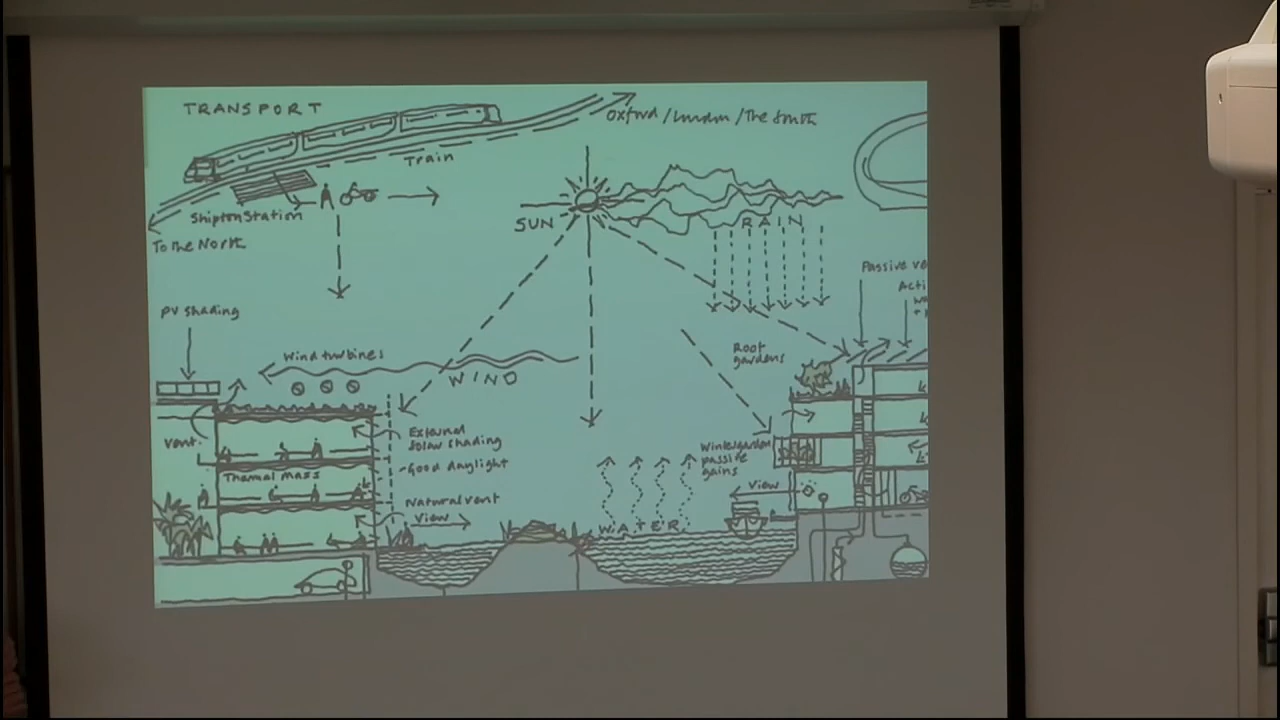 TRANSPORT
Oxford/London/The South
Train
Shipton Station
To the North
SUN
RAIN
Passive ve
Acti
wa
PV shading
Wind turbines
WIND
Roof
gardens
External
Solar shading
Vent.
Good daylight
Wintergarden
passive
gains
Thermal mass
View
Natural vent
View
WATER